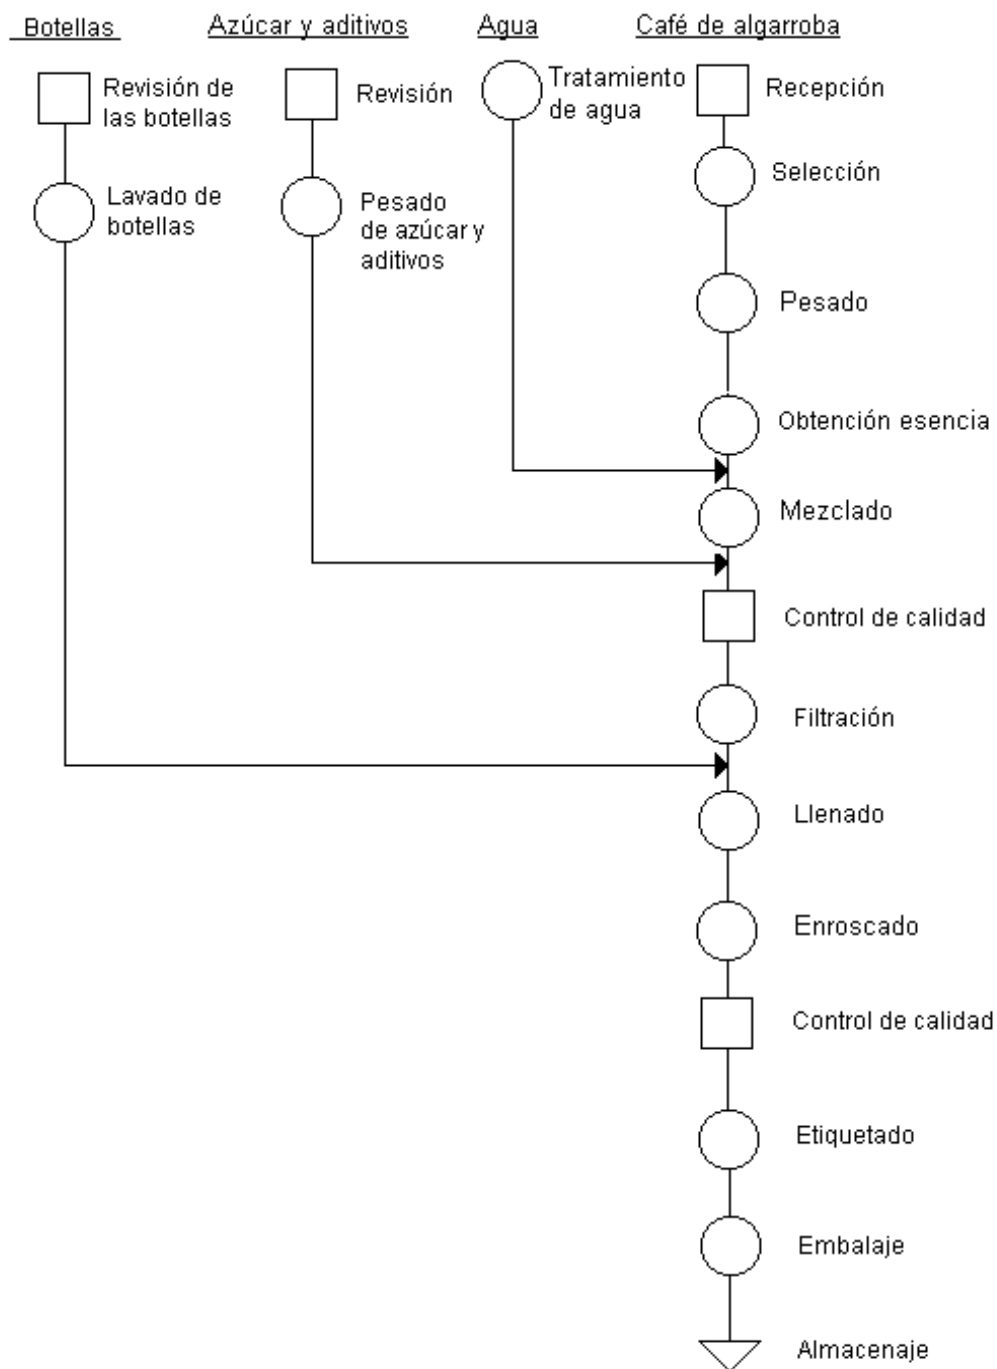 Botellas
Azúcar y aditivos
Agua
Café de algarroba
Revisión de
las botellas
Revisión
Tratamiento
de agua
Recepción
Selección
Lavado de
botellas
Pesado
de azúcar y
aditivos
Pesado
Obtención esencia
Mezclado
Control de calidad
Filtración
Llenado
Enroscado
Control de calidad
Etiquetado
Embalaje
Almacenaje